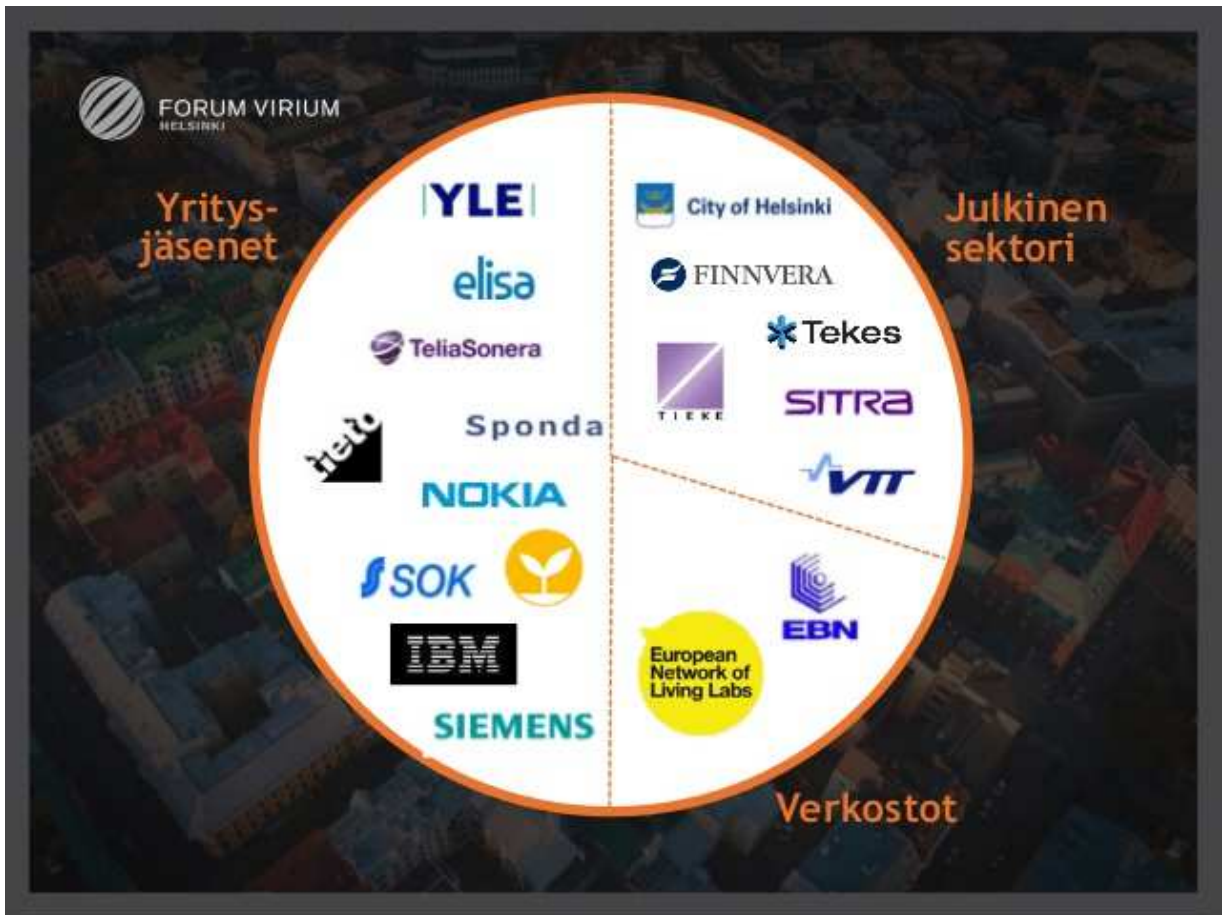 FORUM VIRIUM
HELSINKI
Yritys-
jäsenet
|YLE|
elisa
TeliaSonera
tieto
Sponda
NOKIA
SOK
IBM
SIEMENS
Julkinen
sektori
City of Helsinki
FINNVERA
Tekes
TIEKE
SITRA
VTT
EBN
European
Network of
Living Labs
Verkostot